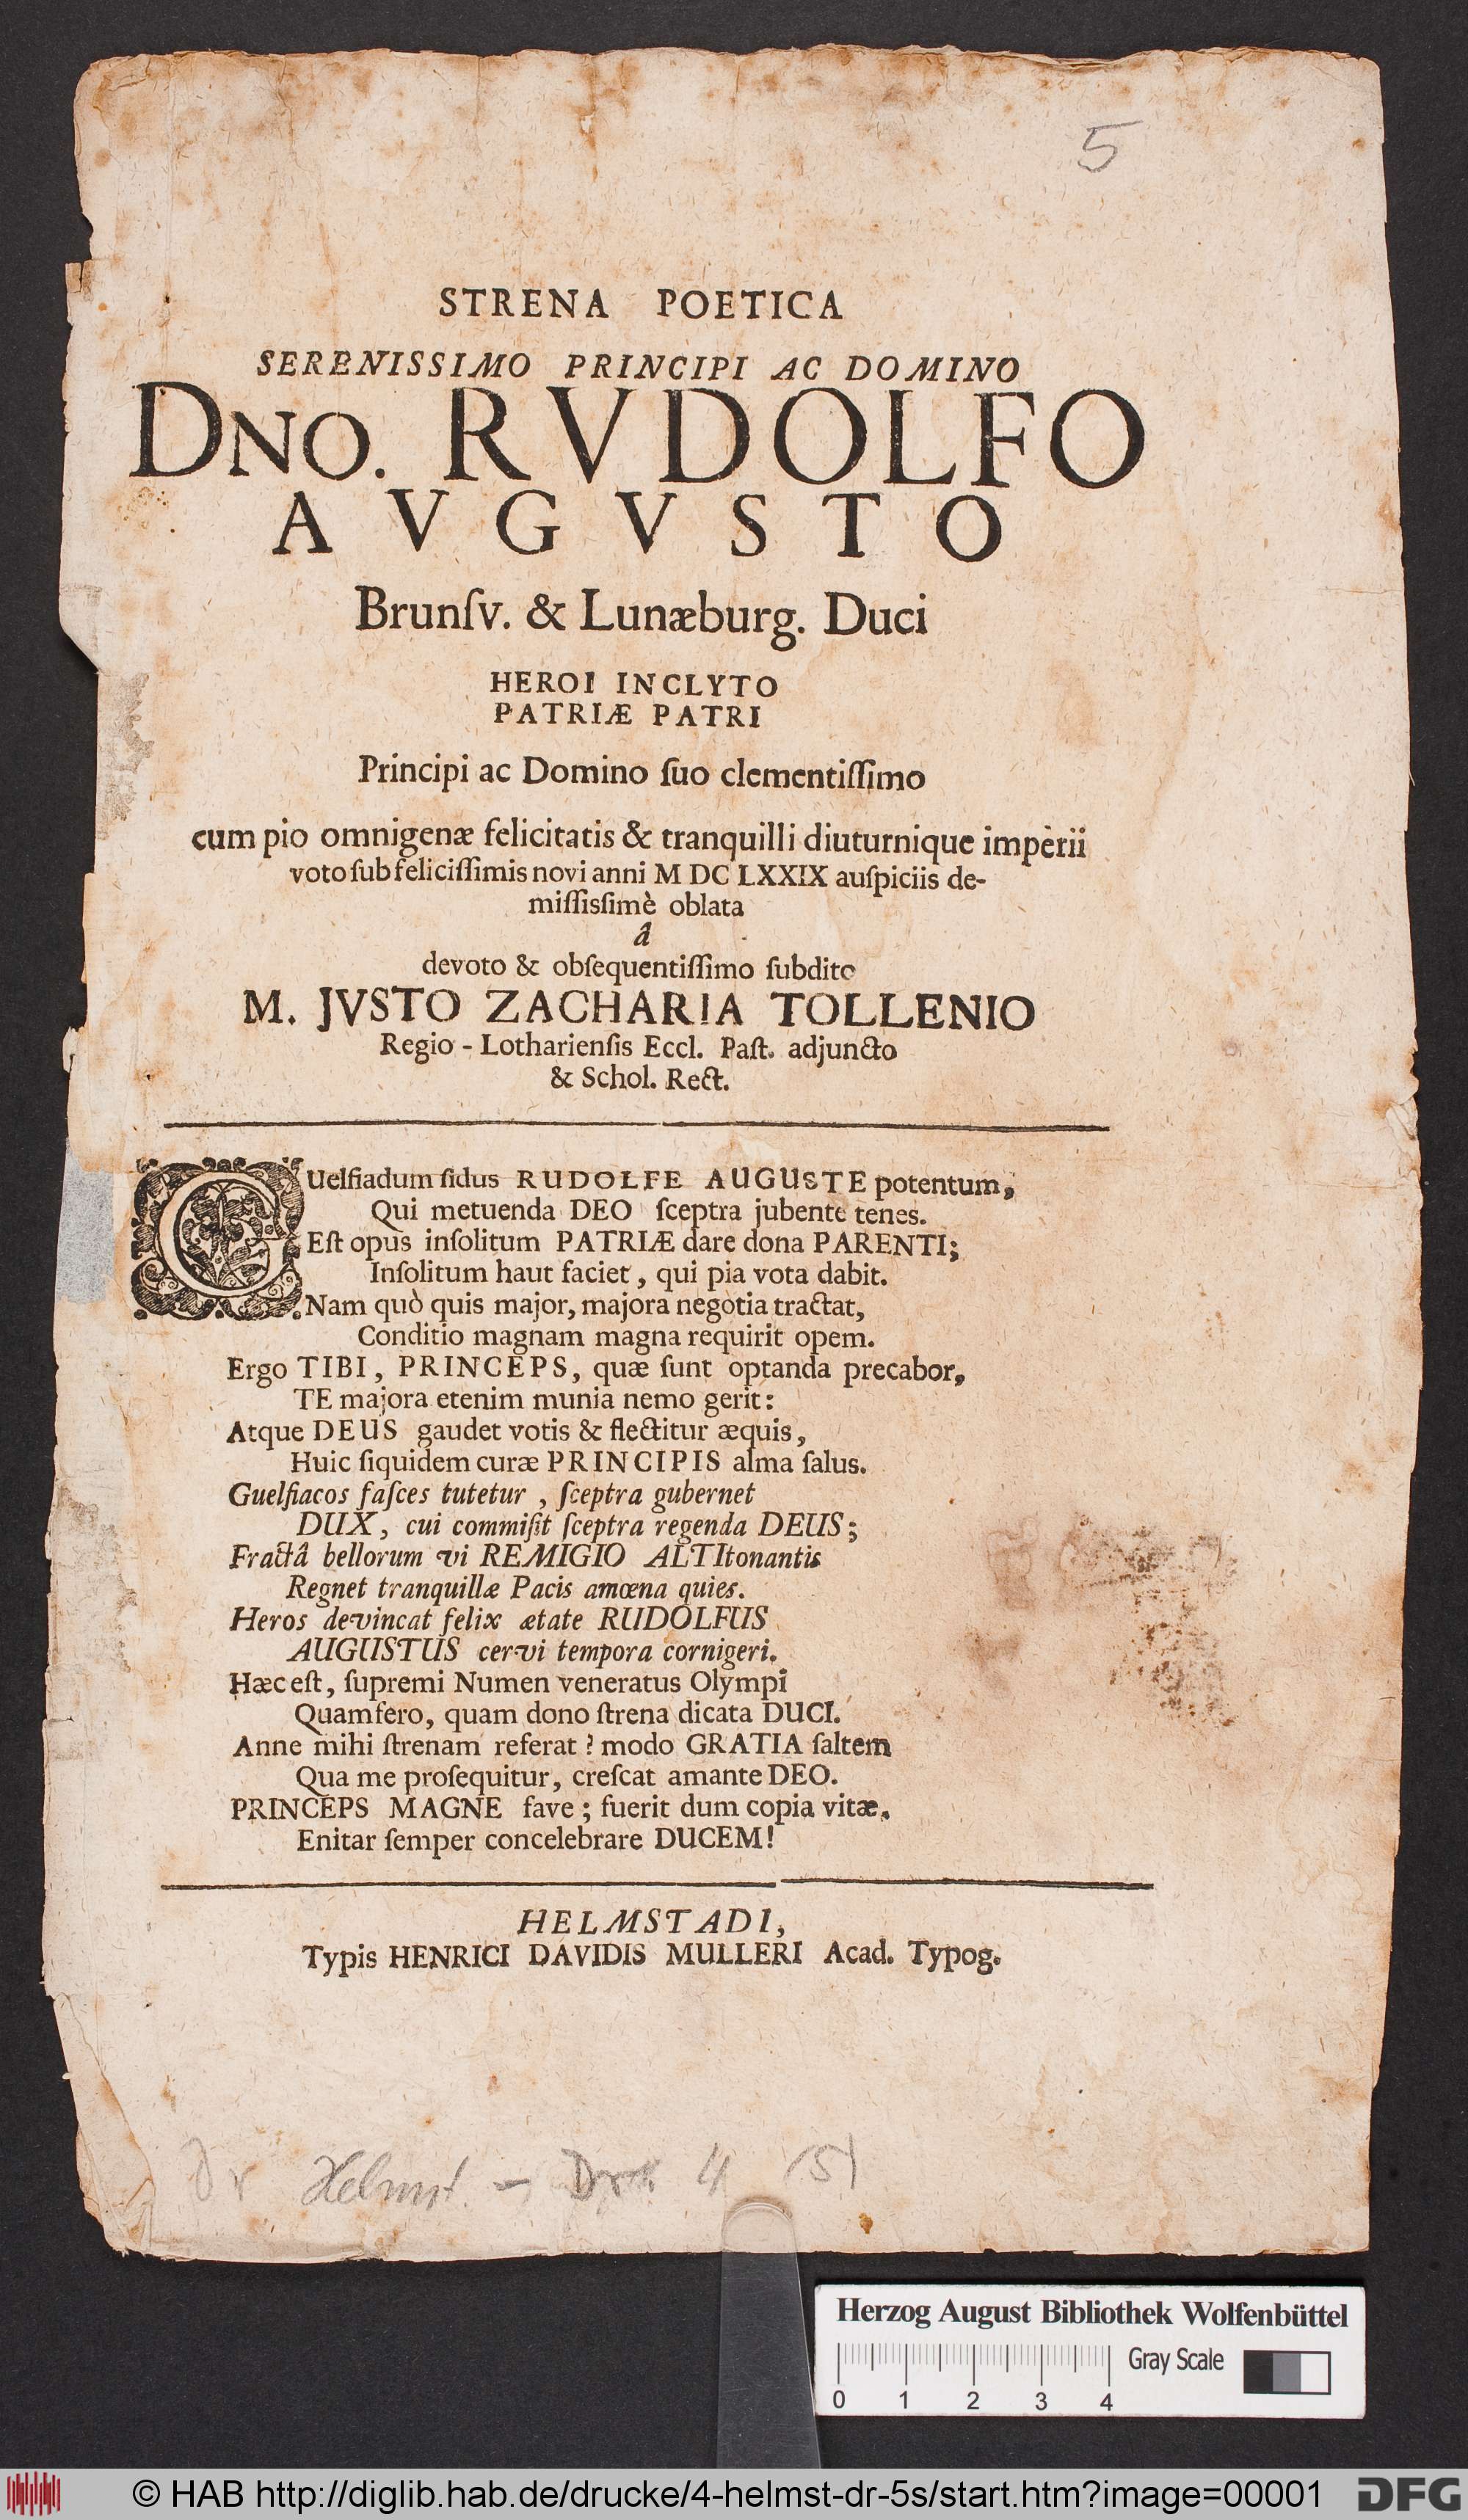 5
STRENA POETICA
SERENISSIMO PRINCIPI AC DOMINO
DNO. RVDOLFO
AVGVSTO
Brunſv. & Lunæburg. Duci
HEROI INCLYTO
PATRIÆ PATRI
Principi ac Domino ſuo clementiſſimo
cum pio omnigenæ felicitatis & tranquilli diuturnique impèrii
voto ſub feliciſſimis novi anni M DC LXXIX auſpiciis de-
miſſisſimè oblata
â
devoto & obſequentiſſimo ſubdito
M. JVSTO ZACHARIA TOLLENIO
Regio - Lotharienſis Eccl. Paſt. adjuncto
& Schol. Rect.
GUelfiadum ſidus RUDOLFE AUGUSTE potentum,
Qui metuenda DEO ſceptra jubente tenes.
Eſt opus inſolitum PATRIÆ dare dona PARENTI;
Inſolitum haut faciet, qui pia vota dabit.
Nam quò quis major, majora negotia tractat,
Conditio magnam magna requirit opem.
Ergo TIBI, PRINCEPS, quæ ſunt optanda precabor,
TE majora etenim munia nemo gerit:
Atque DEUS gaudet votis & flectitur æquis,
Huic ſiquidem curæ PRINCIPIS alma ſalus.
Guelfiacos faſces tutetur, ſceptra gubernet
DUX, cui commiſit ſceptra regenda DEUS;
Fractâ bellorum vi REMIGIO ALTItonantis
Regnet tranquillæ Pacis amœna quies.
Heros devincat felix ætate RUDOLFUS
AUGUSTUS cervi tempora cornigeri.
Hæc eſt, ſupremi Numen veneratus Olympi
Quam fero, quam dono ſtrena dicata DUCI.
Anne mihi ſtrenam referat? modo GRATIA ſaltem
Qua me proſequitur, creſcat amante DEO.
PRINCEPS MAGNE fave; fuerit dum copia vitæ,
Enitar ſemper concelebrare DUCEM!
HELMSTADI,
Typis HENRICI DAVIDIS MULLERI Acad. Typog.
Helmst. - Dr 4 (5)
Herzog August Bibliothek Wolfenbüttel
Gray Scale
0 1 2 3 4
© HAB http://diglib.hab.de/drucke/4-helmst-dr-5s/start.htm?image=00001
DFG